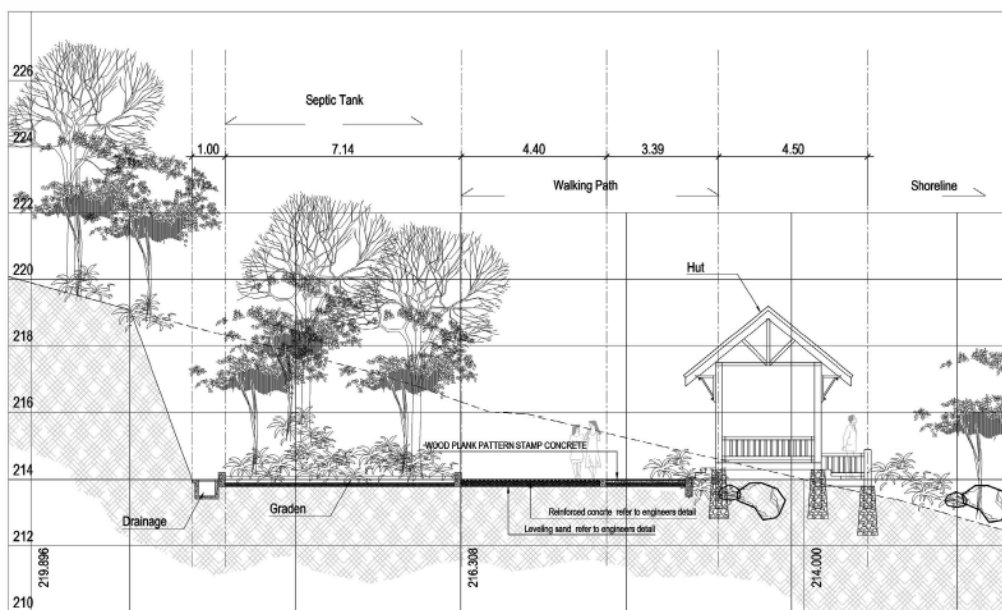 226
Septic Tank
224
1.00
7.14
4.40
3.39
4.50
Walking Path
Shoreline
222
220
Hut
218
216
WOOD PLANK PATTERN STAMP CONCRETE
214
Drainage
Graden
Reinforced concrte refer to engineers detail
Leveling sand refer to engineers detail
212
219.896
216.308
214.000
210